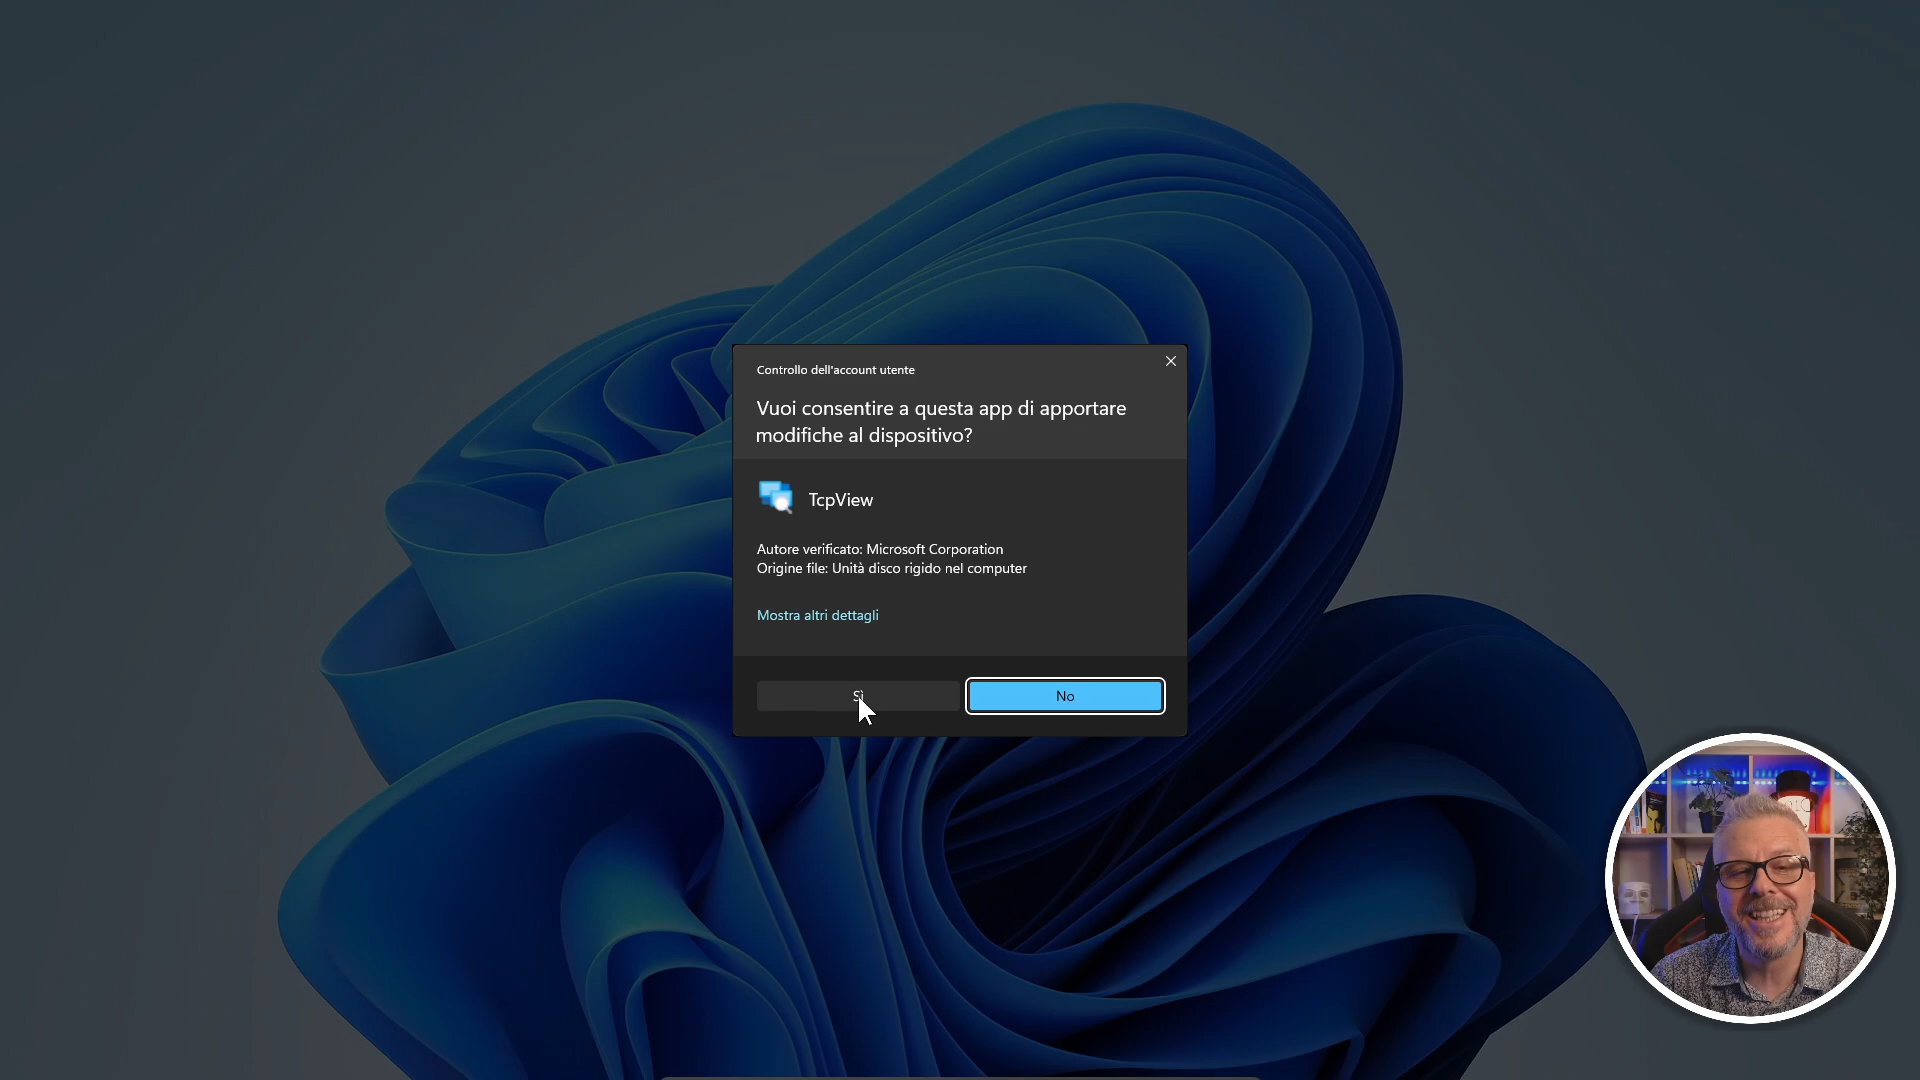 Controllo dell'account utente
Vuoi consentire a questa app di apportare
modifiche al dispositivo?
TcpView
Autore verificato: Microsoft Corporation
Origine file: Unità disco rigido nel computer
Mostra altri dettagli
Sì
No